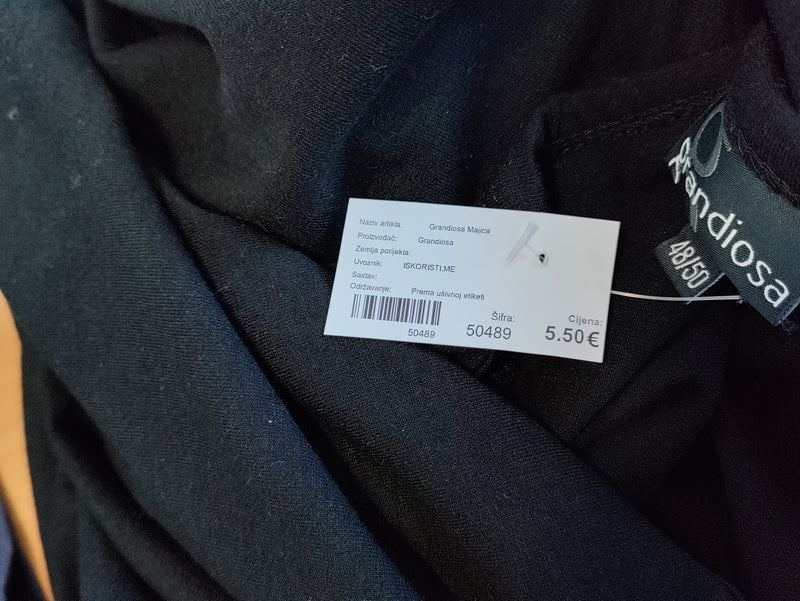 Naziv artikla: Grandiosa Majica
Proizvođač: Grandiosa
Zemlja porijekla:
Uvoznik: ISKORISTI.ME
Sastav:
Održavanje: Prema ušivnoj etiketi
50489
Šifra:
50489
Cijena:
5.50€
grandiosa
48/50